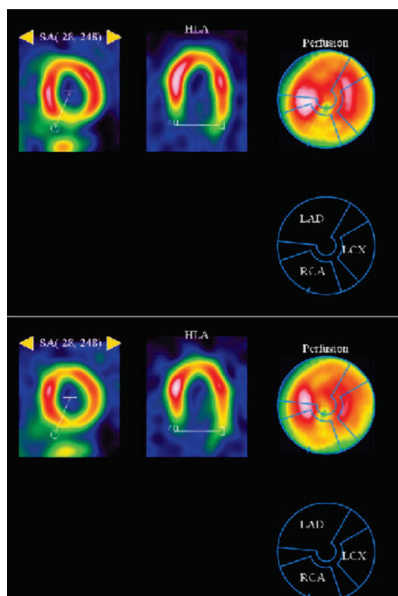 SA( 28, 248)
HLA
Perfusion
LAD
LCX
RCA
SA( 28, 248)
HLA
Perfusion
LAD
LCX
RCA